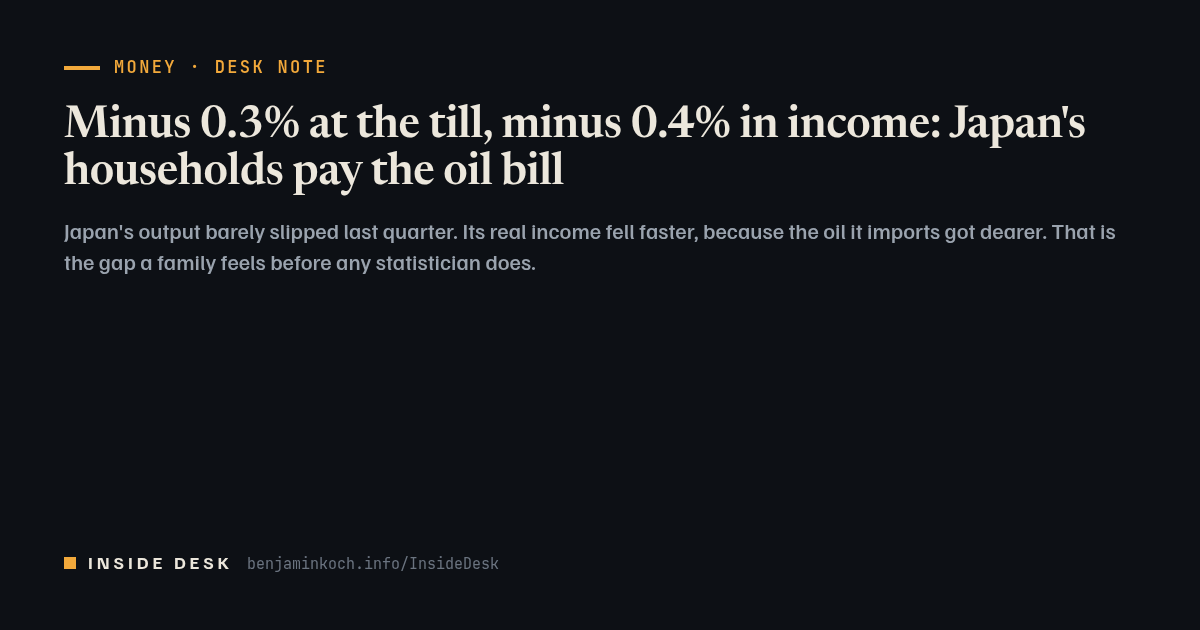 MONEY · DESK NOTE
Minus 0.3% at the till, minus 0.4% in income: Japan's
households pay the oil bill
Japan's output barely slipped last quarter. Its real income fell faster, because the oil it imports got dearer. That is
the gap a family feels before any statistician does.
INSIDE DESK benjaminkoch.info/InsideDesk